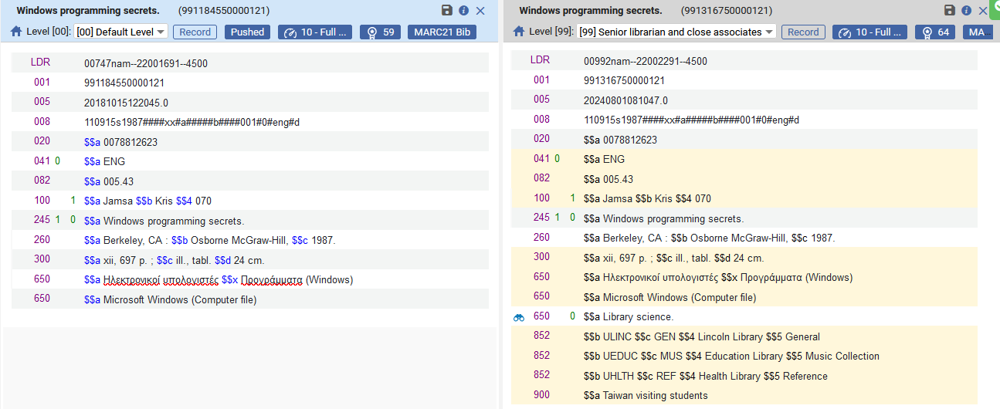 Windows programming secrets. (991184550000121)
Level [00]: [00] Default Level Record Pushed 10 - Full ... 59 MARC21 Bib
LDR 00747nam--22001691--4500
001 991184550000121
005 20181015122045.0
008 110915s1987####xx#a#####b####001#0#eng#d
020 $$a 0078812623
041 0 $$a ENG
082 $$a 005.43
100 1 $$a Jamsa $$b Kris $$4 070
245 1 0 $$a Windows programming secrets.
260 $$a Berkeley, CA : $$b Osborne McGraw-Hill, $$c 1987.
300 $$a xii, 697 p. ; $$c ill., tabl. $$d 24 cm.
650 $$a Ηλεκτρονικοί υπολογιστές $$x Προγράμματα (Windows)
650 $$a Microsoft Windows (Computer file)
Windows programming secrets. (991316750000121)
Level [99]: [99] Senior librarian and close associates Record 10 - Full ... 64 MA...
LDR 00992nam--22002291--4500
001 991316750000121
005 20240801081047.0
008 110915s1987####xx#a#####b####001#0#eng#d
020 $$a 0078812623
041 0 $$a ENG
082 $$a 005.43
100 1 $$a Jamsa $$b Kris $$4 070
245 1 0 $$a Windows programming secrets.
260 $$a Berkeley, CA : $$b Osborne McGraw-Hill, $$c 1987.
300 $$a xii, 697 p. ; $$c ill., tabl. $$d 24 cm.
650 $$a Ηλεκτρονικοί υπολογιστές $$x Προγράμματα (Windows)
650 $$a Microsoft Windows (Computer file)
650 0 $$a Library science.
852 $$b ULINC $$c GEN $$4 Lincoln Library $$5 General
852 $$b UEDUC $$c MUS $$4 Education Library $$5 Music Collection
852 $$b UHLTH $$c REF $$4 Health Library $$5 Reference
900 $$a Taiwan visiting students